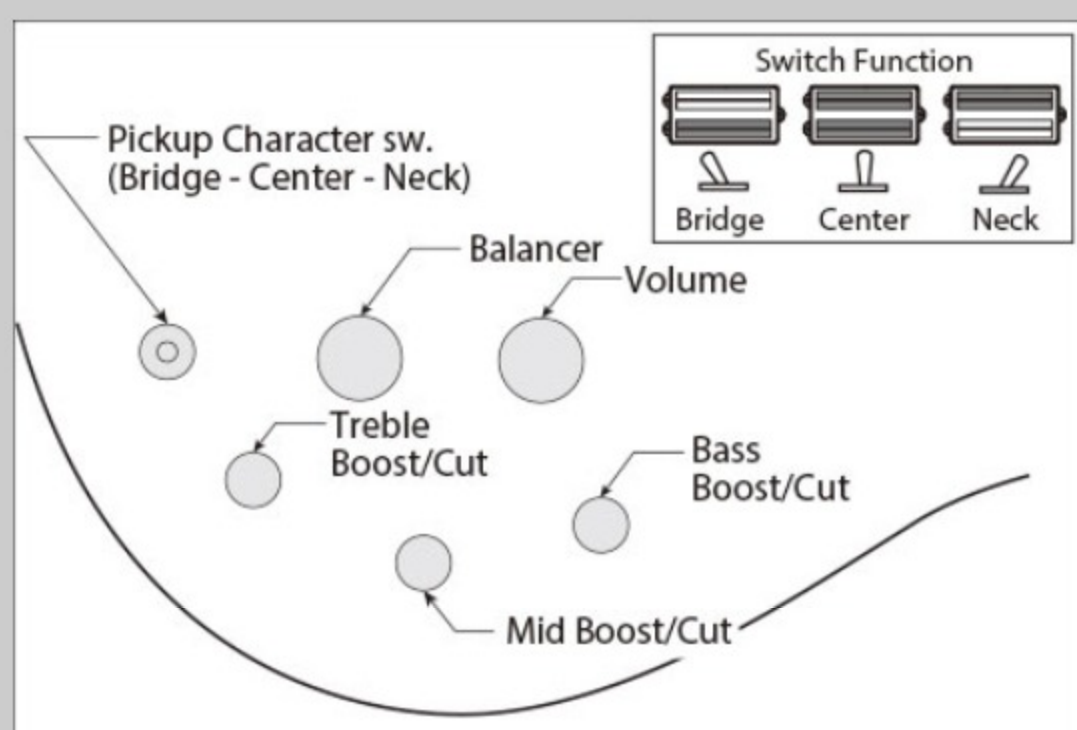 Switch Function
Bridge
Center
Neck
Pickup Character sw.
(Bridge - Center - Neck)
Balancer
Volume
Treble
Boost/Cut
Bass
Boost/Cut
Mid Boost/Cut